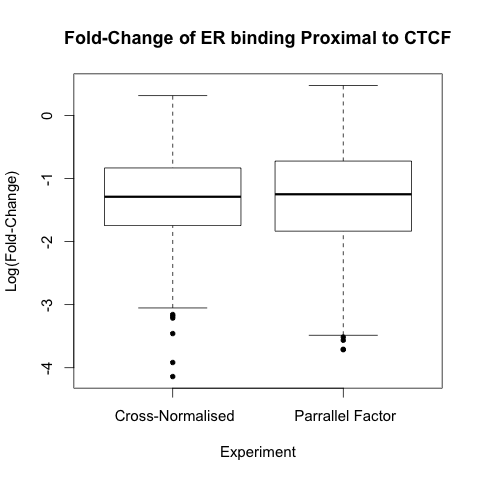 Fold-Change of ER binding Proximal to CTCF
Log(Fold-Change)
0
-1
-2
-3
-4
Cross-Normalised Parrallel Factor
Experiment